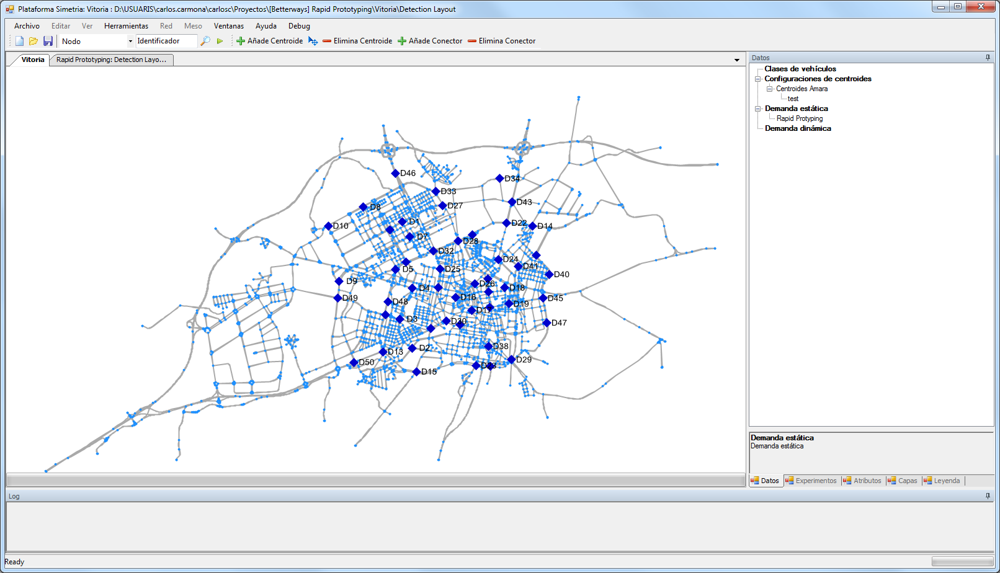 Plataforma Simetria: Vitoria : D:\USUARIS\carlos.carmona\carlosc\Proyectos\[Betterways] Rapid Prototyping\Vitoria\Detection Layout
Archivo Editar Ver Herramientas Red Meso Ventanas Ayuda Debug
Nodo Identificador Añade Centroide Elimina Centroide Añade Conector Elimina Conector
Vitoria Rapid Prototyping: Detection Layo...
Datos
Clases de vehículos
Configuraciones de centroides
Centroides Amara
test
Demanda estática
Rapid Protyping
Demanda dinámica
D46
D34
D33
D43
D27
D8
D1
D22
D10
D14
D7
D28
D32
D24
D41
D5
D25
D40
D9
D26
D4
D18
D49
D16
D45
D48
D19
D17
D3
D30
D47
D38
D2
D13
D29
D50
D23
D15
Demanda estática
Demanda estática
Datos Experimentos Atributos Capas Leyenda
Log
Ready